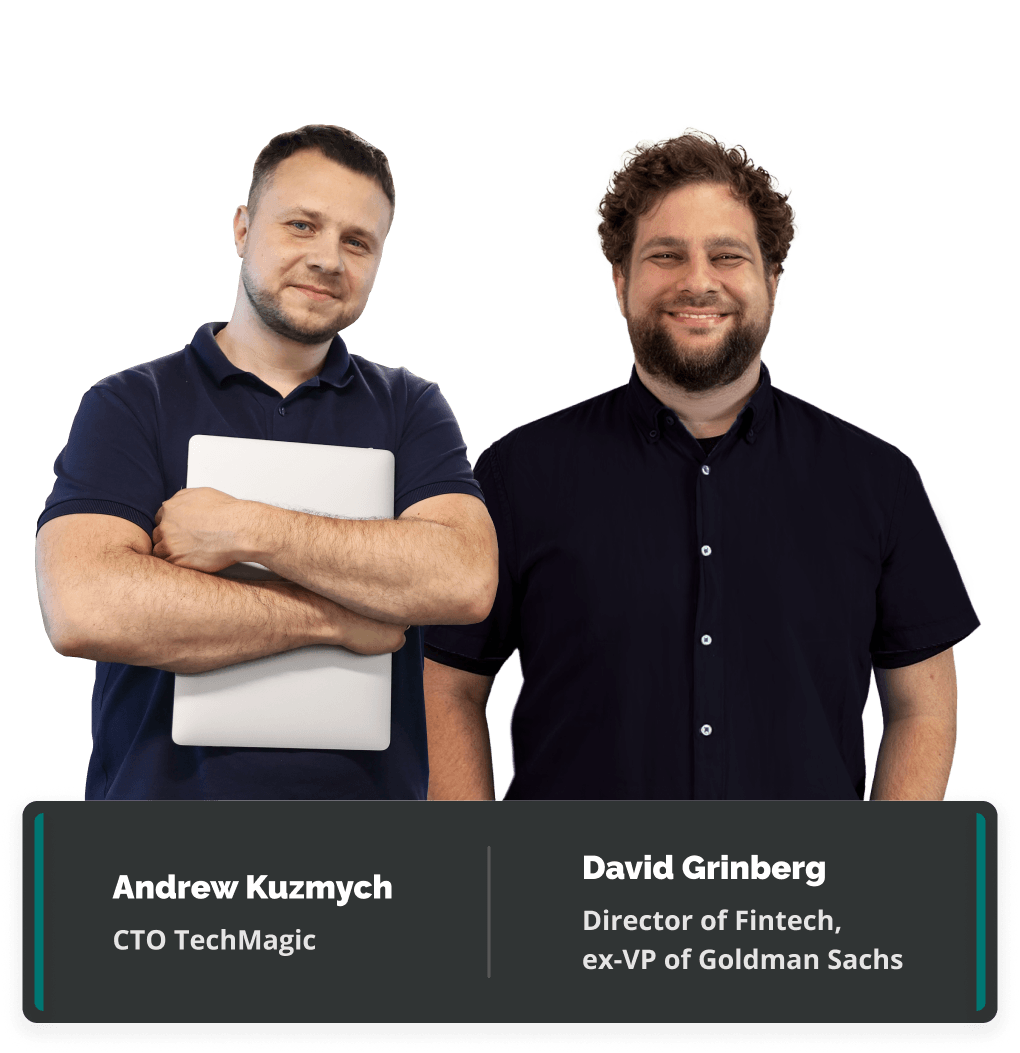 Andrew Kuzmych
CTO TechMagic
David Grinberg
Director of Fintech,
ex-VP of Goldman Sachs